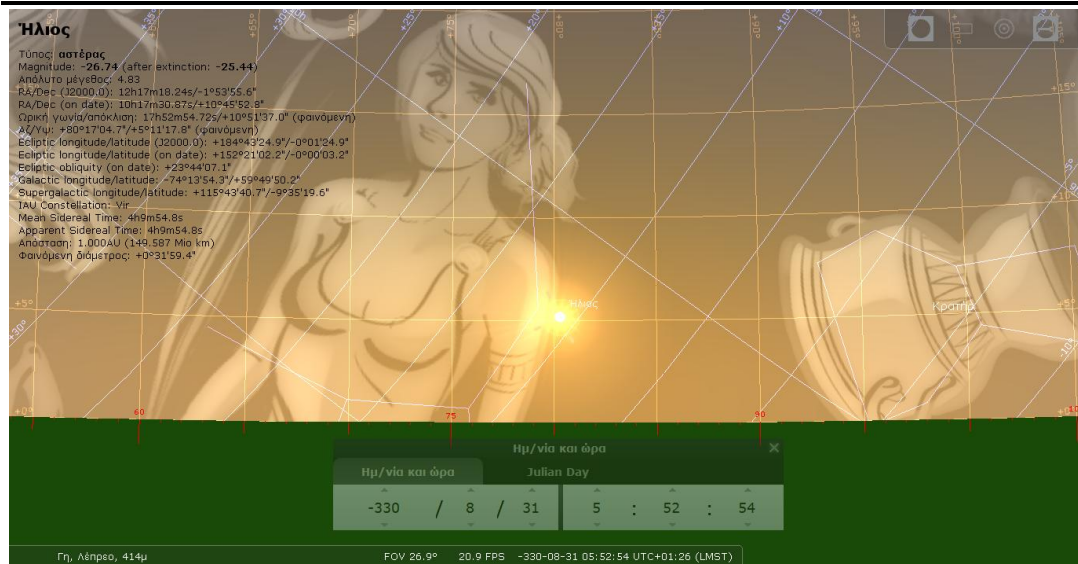 Ήλιος
Τύπος: αστέρας
Magnitude: -26.74 (after extinction: -25.44)
Απόλυτο μέγεθος: 4.83
RA/Dec (J2000.0): 12h17m18.24s/-1°53'55.6"
RA/Dec (on date): 10h17m30.87s/+10°45'52.8"
Ωρική γωνία/απόκλιση: 17h52m54.72s/+10°51'37.0" (φαινόμενη)
Αζ/Υψ: +80°17'04.7"/+5°11'17.8" (φαινόμενη)
Ecliptic longitude/latitude (J2000.0): +184°43'24.9"/-0°01'24.9"
Ecliptic longitude/latitude (on date): +152°21'02.2"/-0°00'03.2"
Ecliptic obliquity (on date): +23°44'07.1"
Galactic longitude/latitude: -74°13'54.3"/+59°49'50.2"
Supergalactic longitude/latitude: +115°43'40.7"/-9°35'19.6"
IAU Constellation: Vir
Mean Sidereal Time: 4h9m54.8s
Apparent Sidereal Time: 4h9m54.8s
Απόσταση: 1.000AU (149.587 Mio km)
Φαινόμενη διάμετρος: +0°31'59.4"
Ήλιος
Κρατήρ
60
75
90
Ημ/νία και ώρα
Ημ/νία και ώρα Julian Day
-330 / 8 / 31 5 : 52 : 54
Γη, Λέπρεο, 414μ FOV 26.9° 20.9 FPS -330-08-31 05:52:54 UTC+01:26 (LMST)